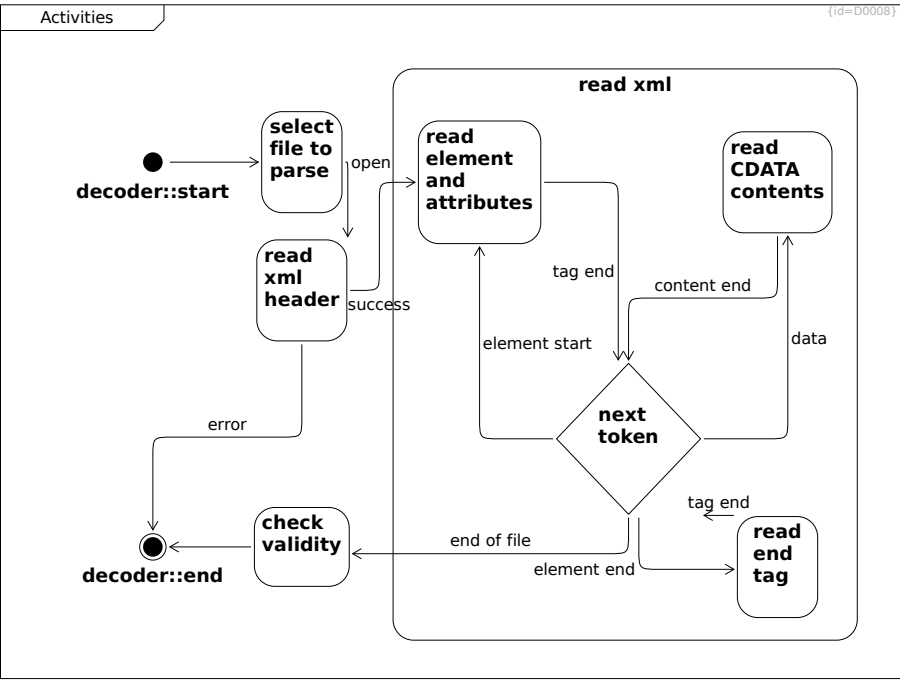 Activities
{id=D0008}
read xml
select
file to
parse
open
read
element
and
attributes
read
CDATA
contents
decoder::start
read
xml
header
success
tag end
content end
element start
data
next
token
error
tag end
check
validity
end of file
element end
read
end
tag
decoder::end